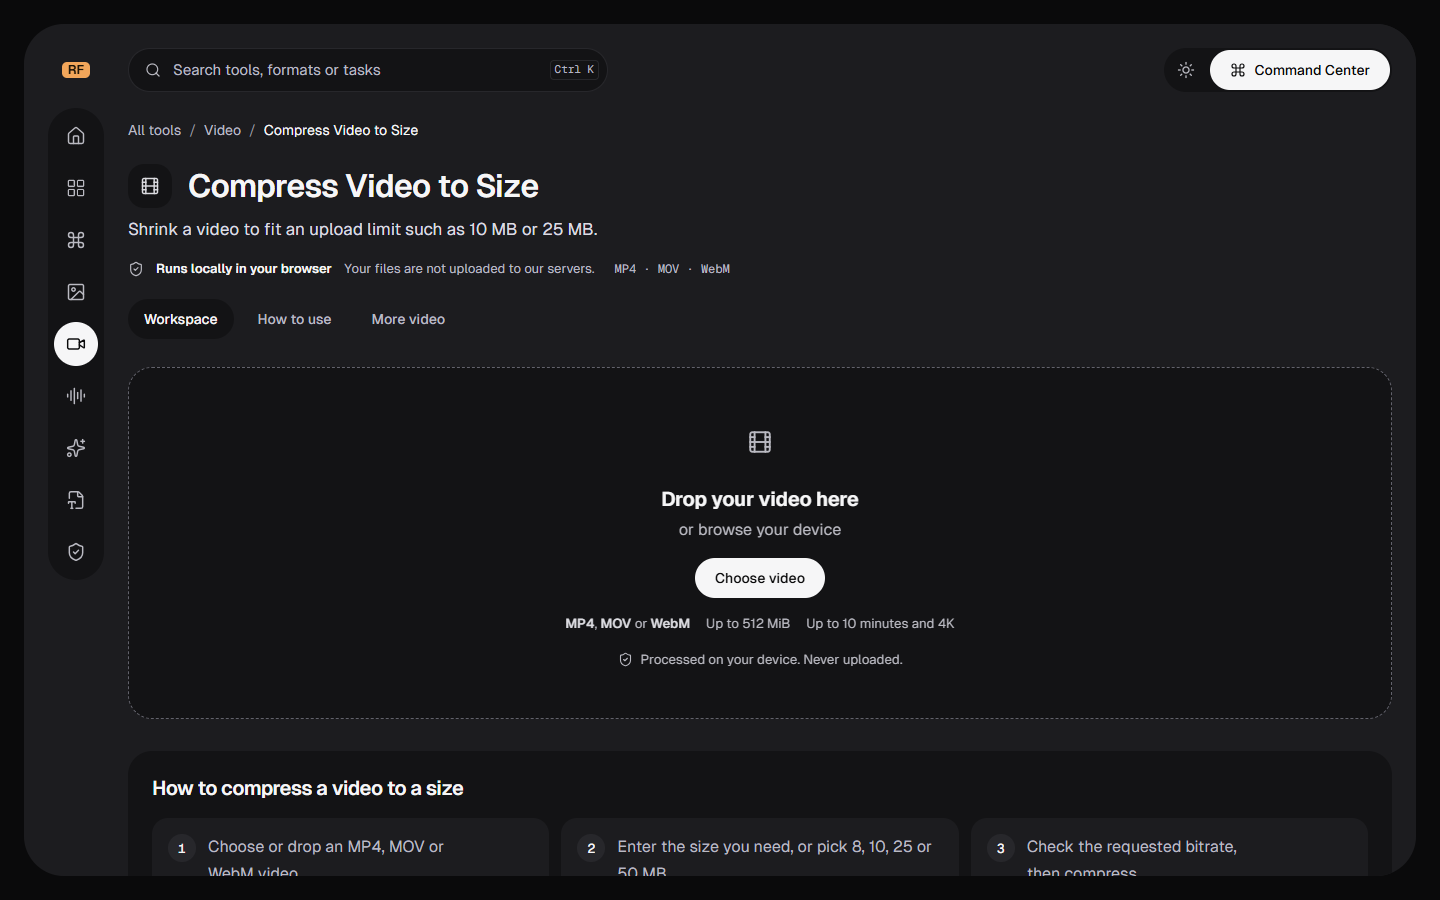 RF
Search tools, formats or tasks
Ctrl K
Command Center
All tools / Video / Compress Video to Size
Compress Video to Size
Shrink a video to fit an upload limit such as 10 MB or 25 MB.
Runs locally in your browser Your files are not uploaded to our servers. MP4 · MOV · WebM
Workspace How to use More video
Drop your video here
or browse your device
Choose video
MP4, MOV or WebM Up to 512 MiB Up to 10 minutes and 4K
Processed on your device. Never uploaded.
How to compress a video to a size
1 Choose or drop an MP4, MOV or
WebM video
2 Enter the size you need, or pick 8, 10, 25 or
50 MB
3 Check the requested bitrate,
then compress